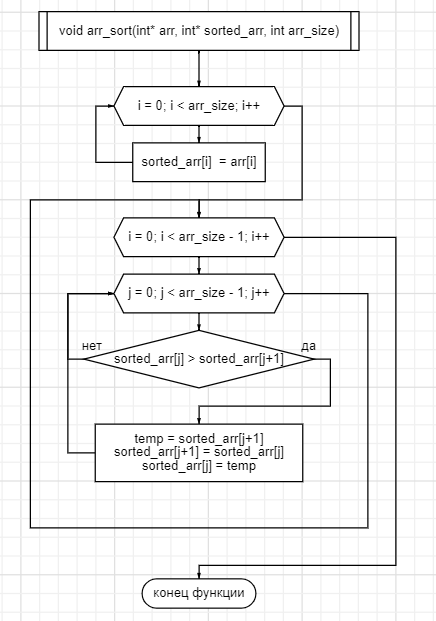 void arr_sort(int* arr, int* sorted_arr, int arr_size)
i = 0; i < arr_size; i++
sorted_arr[i] = arr[i]
i = 0; i < arr_size - 1; i++
j = 0; j < arr_size - 1; j++
нет
да
sorted_arr[j] > sorted_arr[j+1]
temp = sorted_arr[j+1]
sorted_arr[j+1] = sorted_arr[j]
sorted_arr[j] = temp
конец функции